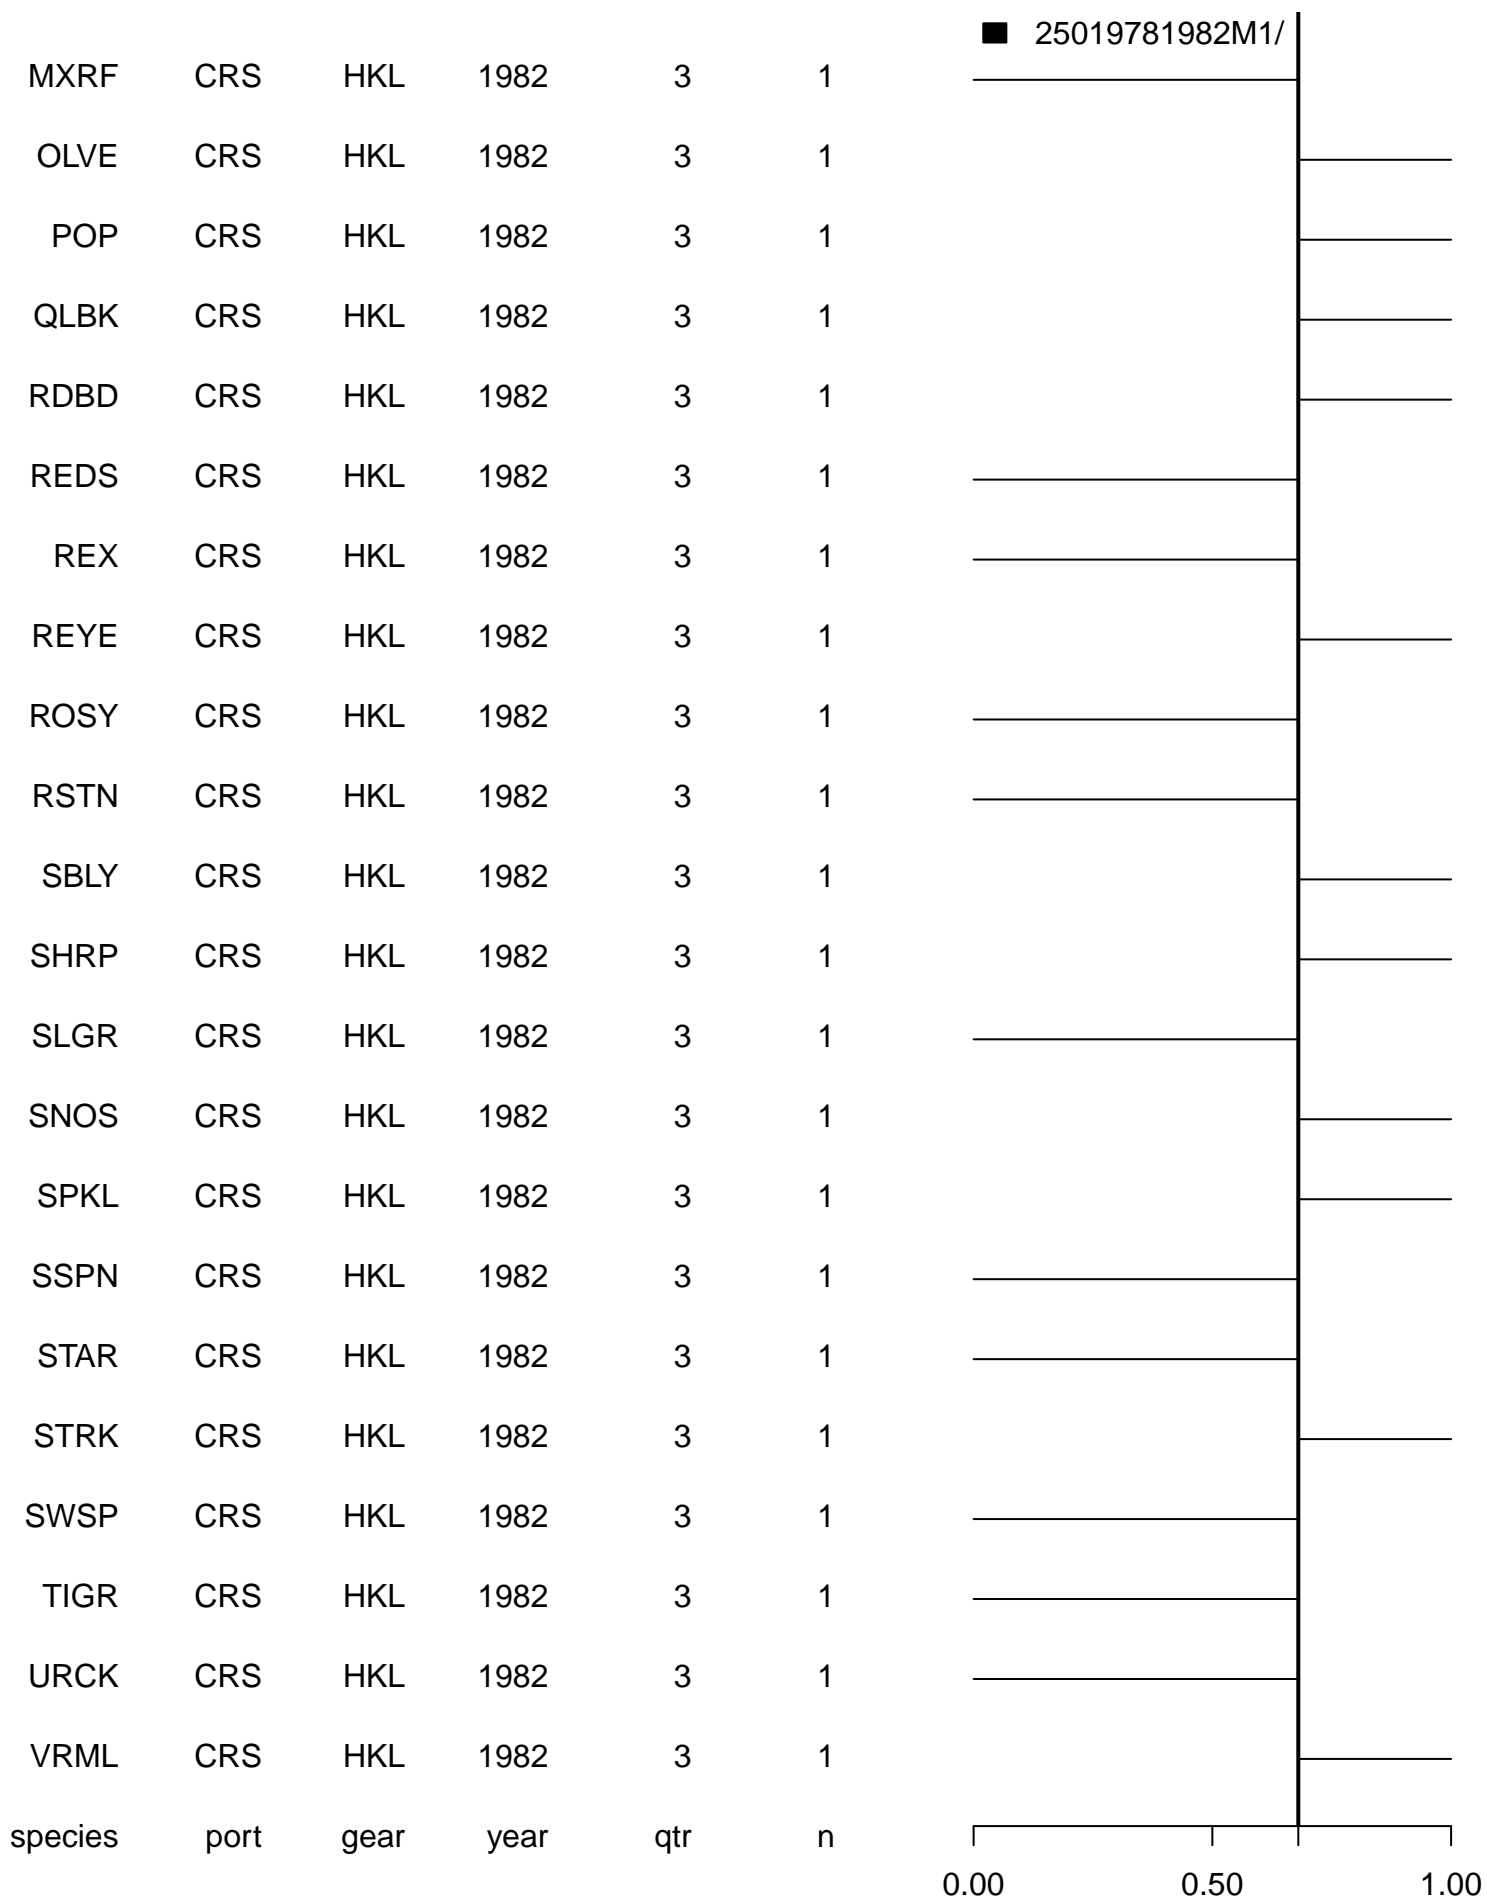 25019781982M1/
MXRF CRS HKL 1982 3 1
OLVE CRS HKL 1982 3 1
POP CRS HKL 1982 3 1
QLBK CRS HKL 1982 3 1
RDBD CRS HKL 1982 3 1
REDS CRS HKL 1982 3 1
REX CRS HKL 1982 3 1
REYE CRS HKL 1982 3 1
ROSY CRS HKL 1982 3 1
RSTN CRS HKL 1982 3 1
SBLY CRS HKL 1982 3 1
SHRP CRS HKL 1982 3 1
SLGR CRS HKL 1982 3 1
SNOS CRS HKL 1982 3 1
SPKL CRS HKL 1982 3 1
SSPN CRS HKL 1982 3 1
STAR CRS HKL 1982 3 1
STRK CRS HKL 1982 3 1
SWSP CRS HKL 1982 3 1
TIGR CRS HKL 1982 3 1
URCK CRS HKL 1982 3 1
VRML CRS HKL 1982 3 1
species port gear year qtr n
0.00 0.50 1.00